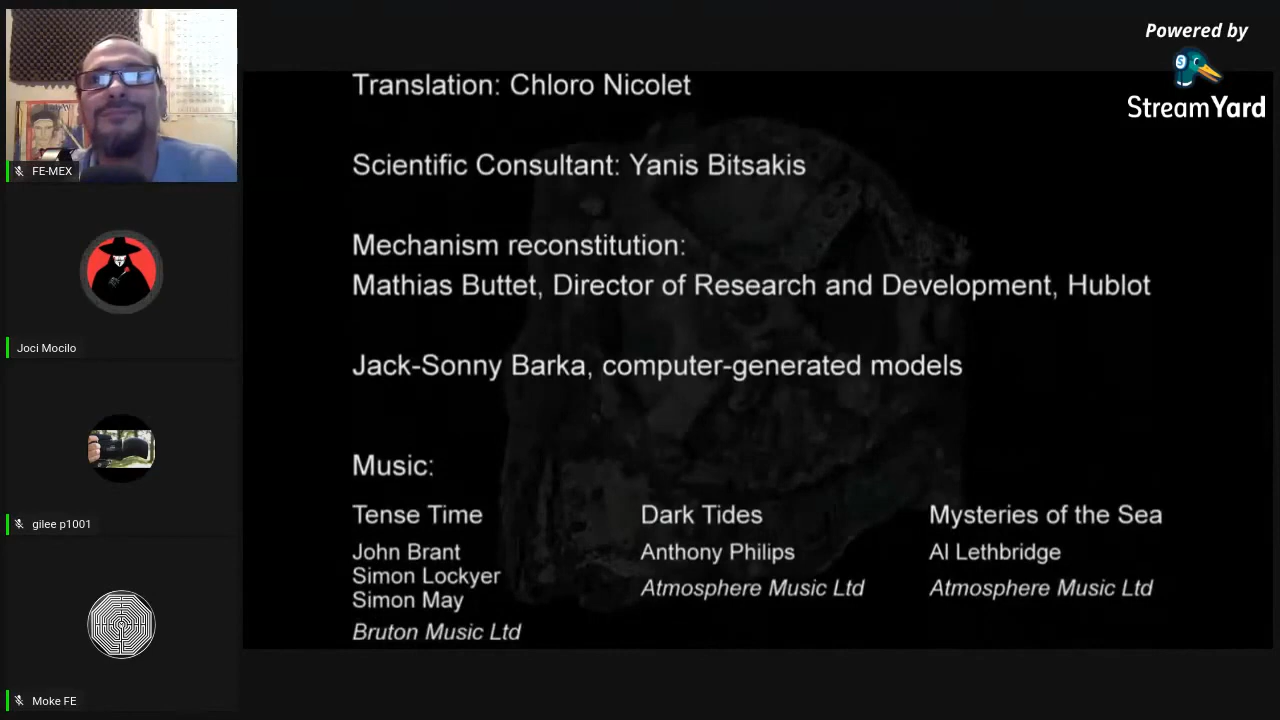 Powered by
StreamYard
Translation: Chloro Nicolet
Scientific Consultant: Yanis Bitsakis
Mechanism reconstitution:
Mathias Buttet, Director of Research and Development, Hublot
Jack-Sonny Barka, computer-generated models
Music:
Tense Time
John Brant
Simon Lockyer
Simon May
Bruton Music Ltd
Dark Tides
Anthony Philips
Atmosphere Music Ltd
Mysteries of the Sea
Al Lethbridge
Atmosphere Music Ltd
FE-MEX
Joci Mocilo
gilee p1001
Moke FE